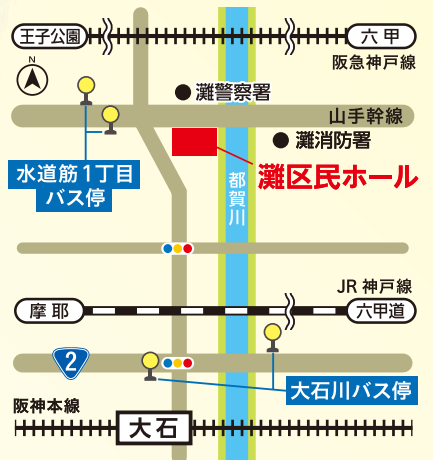 王子公園
六甲
阪急神戸線
N
灘警察署
山手幹線
灘消防署
水道筋1丁目
バス停
灘区民ホール
都賀川
JR 神戸線
摩耶
六甲道
2
大石川バス停
阪神本線
大石